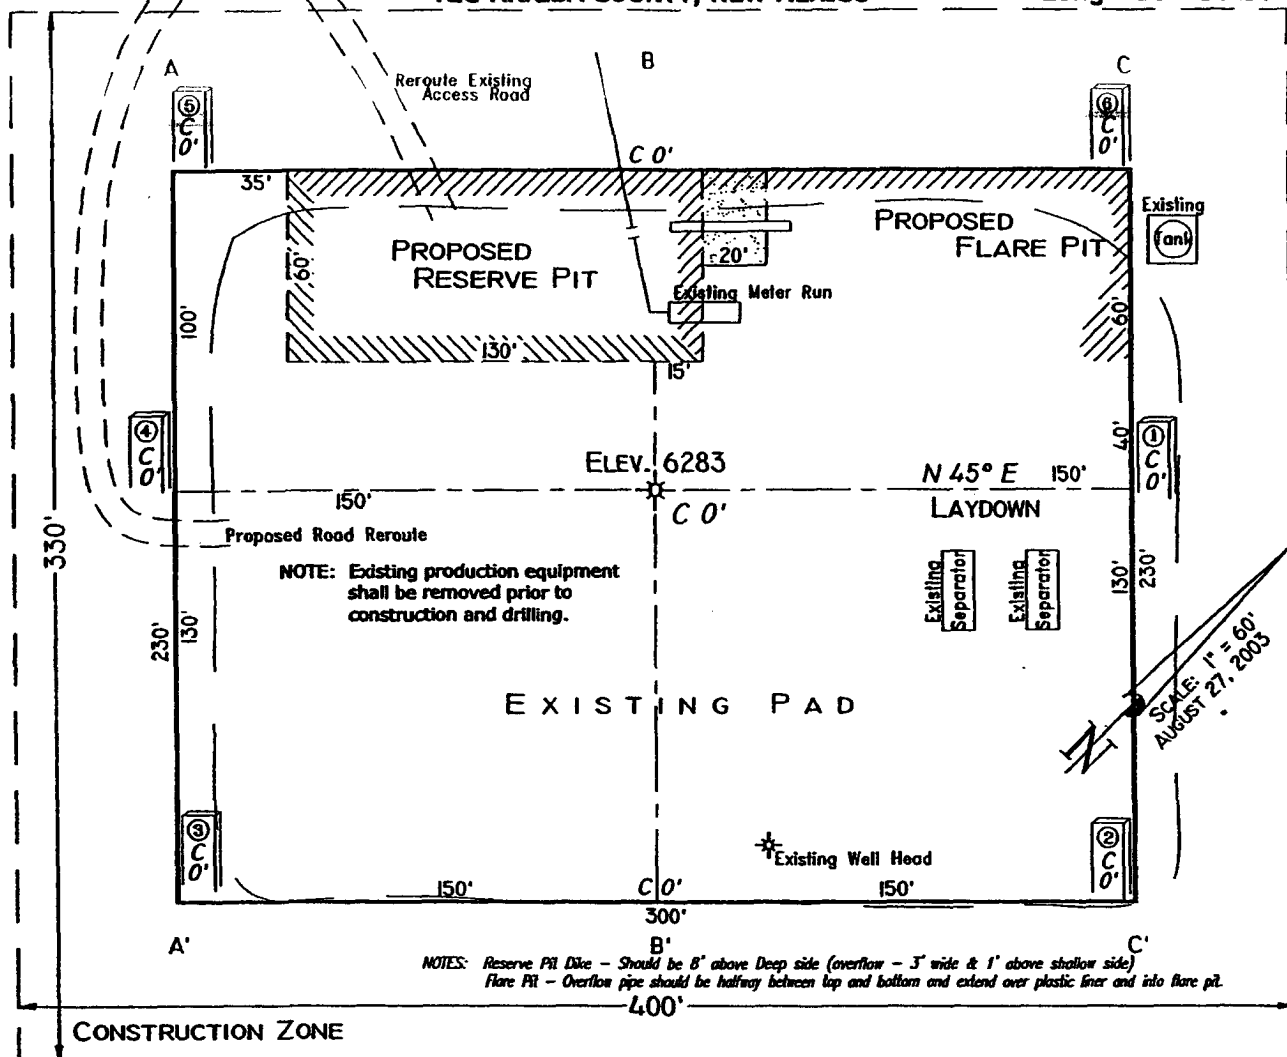 A
B
C
Reroute Existing
Access Road
⑤
C
0'
⑥
C
0'
C 0'
35'
Existing
Tank
PROPOSED
RESERVE PIT
PROPOSED
FLARE PIT
60'
20'
Existing Meter Run
100'
60'
130'
15'
④
C
0'
40'
①
C
0'
ELEV. 6283
N 45° E
150'
150'
C 0'
LAYDOWN
330'
Proposed Road Reroute
NOTE: Existing production equipment
shall be removed prior to
construction and drilling.
Existing
Separator
Existing
Separator
130'
230'
230'
130'
SCALE: 1" = 60'
AUGUST 27, 2003
EXISTING PAD
N
③
C
0'
②
C
0'
Existing Well Head
150'
C 0'
150'
300'
A'
B'
C'
NOTES: Reserve Pit Dike - Should be 8' above Deep side (overflow - 3' wide & 1' above shallow side)
Flare Pit - Overflow pipe should be halfway between top and bottom and extend over plastic liner and into flare pit.
400'
CONSTRUCTION ZONE